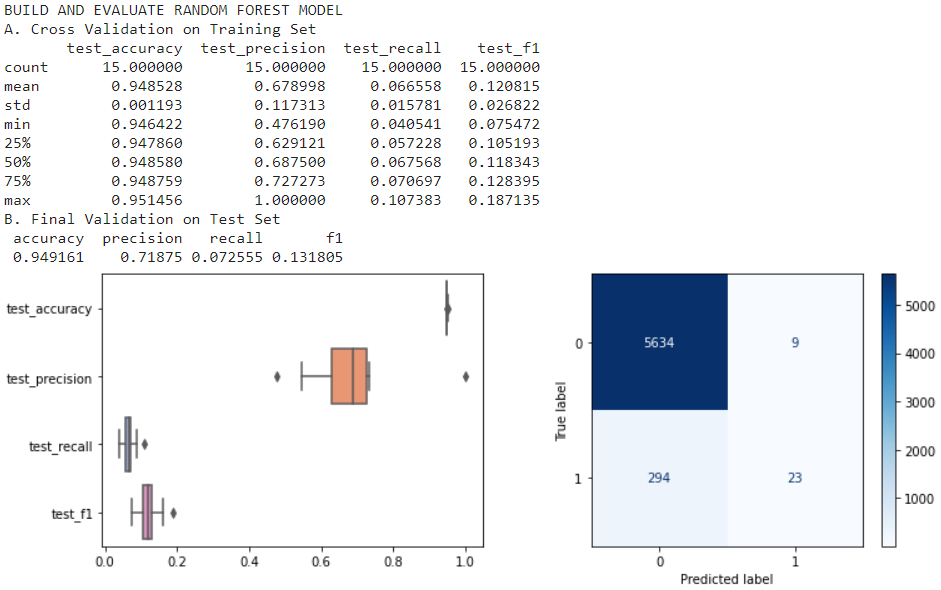 BUILD AND EVALUATE RANDOM FOREST MODEL
A. Cross Validation on Training Set
test_accuracy test_precision test_recall test_f1
count 15.000000 15.000000 15.000000 15.000000
mean 0.948528 0.678998 0.066558 0.120815
std 0.001193 0.117313 0.015781 0.026822
min 0.946422 0.476190 0.040541 0.075472
25% 0.947860 0.629121 0.057228 0.105193
50% 0.948580 0.687500 0.067568 0.118343
75% 0.948759 0.727273 0.070697 0.128395
max 0.951456 1.000000 0.107383 0.187135
B. Final Validation on Test Set
accuracy precision recall f1
0.949161 0.71875 0.072555 0.131805
test_accuracy
test_precision
test_recall
test_f1
0.0 0.2 0.4 0.6 0.8 1.0
True label
0
1
5634 9
294 23
0 1
Predicted label
5000
4000
3000
2000
1000